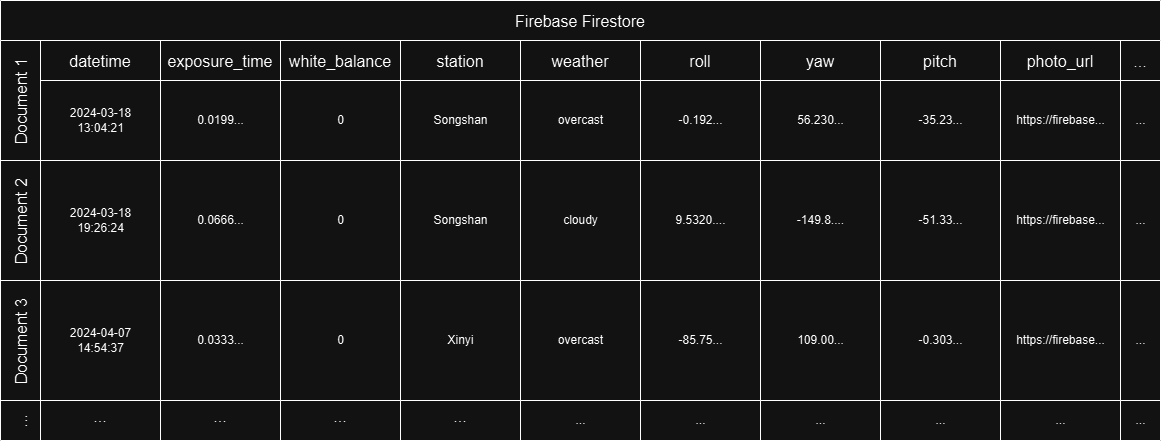 Firebase Firestore
Document 1
datetime exposure_time white_balance station weather roll yaw pitch photo_url ...
2024-03-18
13:04:21
0.0199... 0 Songshan overcast -0.192... 56.230... -35.23... https://firebase... ...
Document 2
2024-03-18
19:26:24
0.0666... 0 Songshan cloudy 9.5320.... -149.8.... -51.33... https://firebase... ...
Document 3
2024-04-07
14:54:37
0.0333... 0 Xinyi overcast -85.75... 109.00... -0.303... https://firebase... ...
... ... ... ... ... ... ... ... ... ... ...